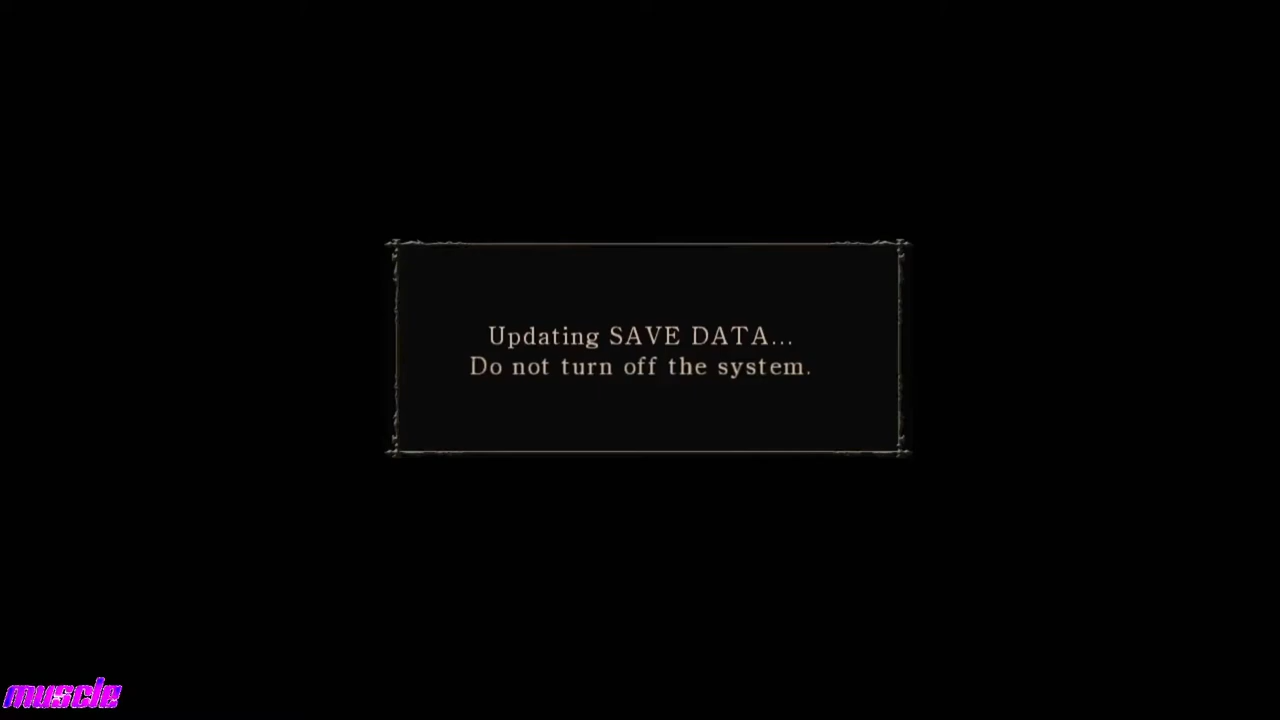 Updating SAVE DATA...
Do not turn off the system.
muscle